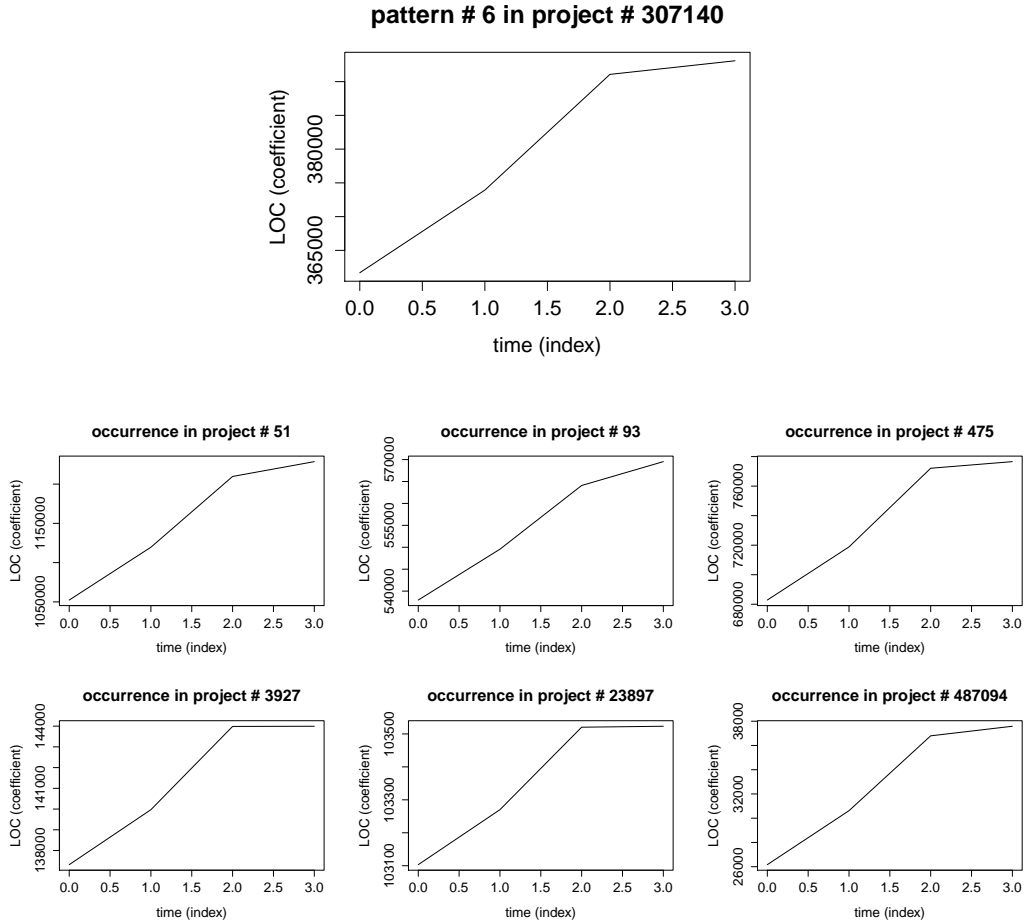 pattern # 6 in project # 307140
LOC (coefficient)
365000 380000
0.0 0.5 1.0 1.5 2.0 2.5 3.0
time (index)
occurrence in project # 51
LOC (coefficient)
1050000 1150000
0.0 0.5 1.0 1.5 2.0 2.5 3.0
time (index)
occurrence in project # 93
LOC (coefficient)
540000 555000 570000
0.0 0.5 1.0 1.5 2.0 2.5 3.0
time (index)
occurrence in project # 475
LOC (coefficient)
680000 720000 760000
0.0 0.5 1.0 1.5 2.0 2.5 3.0
time (index)
occurrence in project # 3927
LOC (coefficient)
138000 141000 144000
0.0 0.5 1.0 1.5 2.0 2.5 3.0
time (index)
occurrence in project # 23897
LOC (coefficient)
103100 103300 103500
0.0 0.5 1.0 1.5 2.0 2.5 3.0
time (index)
occurrence in project # 487094
LOC (coefficient)
26000 32000 38000
0.0 0.5 1.0 1.5 2.0 2.5 3.0
time (index)